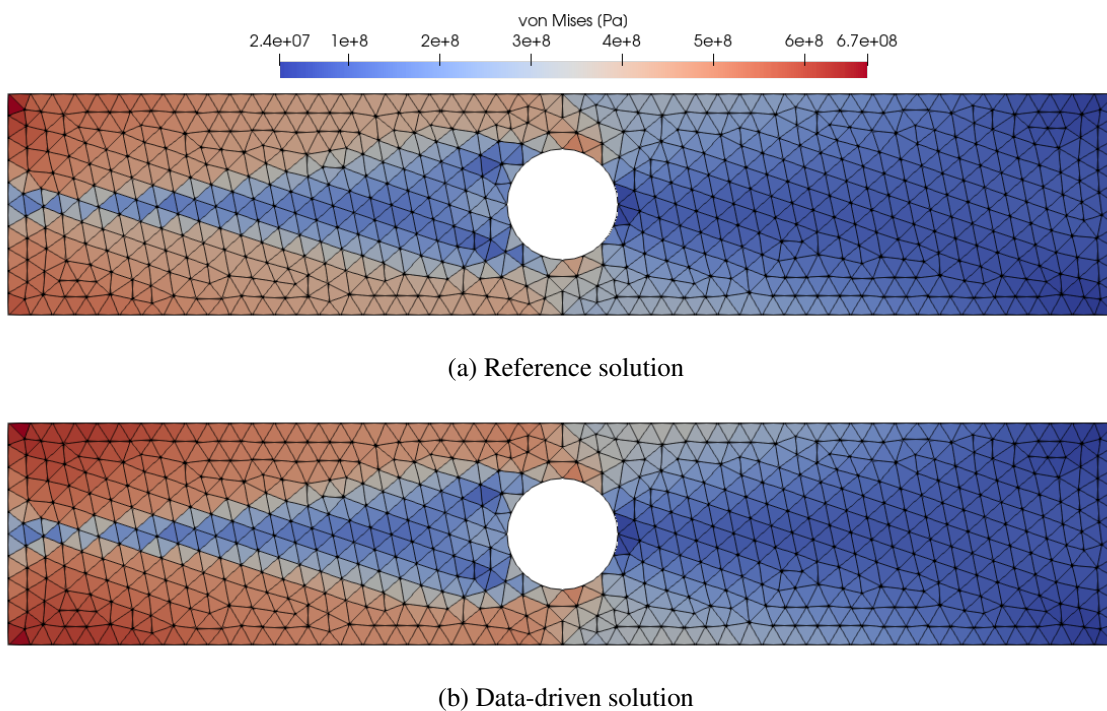 von Mises [Pa]
2.4e+07 1e+8 2e+8 3e+8 4e+8 5e+8 6e+8 6.7e+08
(a) Reference solution
(b) Data-driven solution